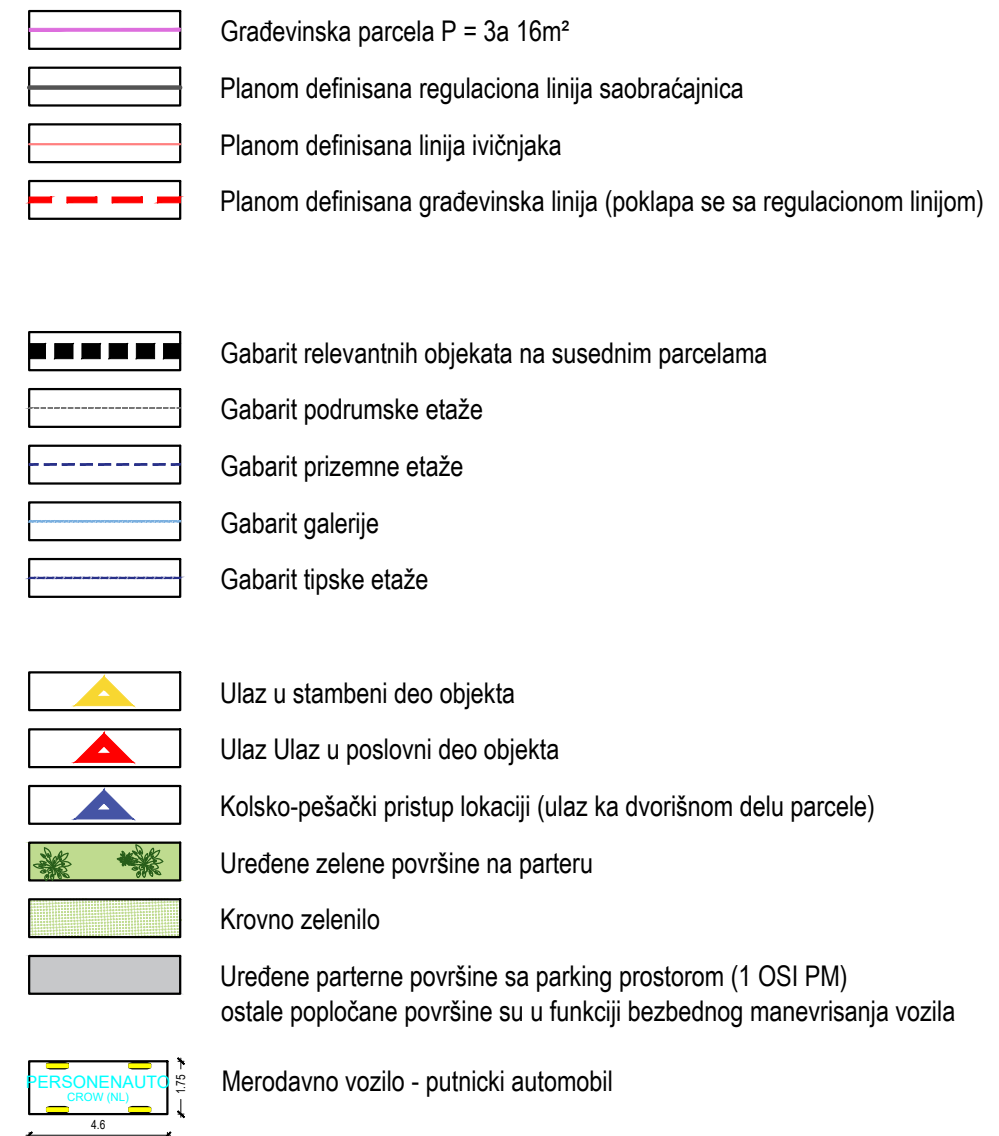 Građevinska parcela P = 3a 16m²
Planom definisana regulaciona linija saobraćajnica
Planom definisana linija ivičnjaka
Planom definisana građevinska linija (poklapa se sa regulacionom linijom)
Gabarit relevantnih objekata na susednim parcelama
Gabarit podrumske etaže
Gabarit prizemne etaže
Gabarit galerije
Gabarit tipske etaže
Ulaz u stambeni deo objekta
Ulaz Ulaz u poslovni deo objekta
Kolsko-pešački pristup lokaciji (ulaz ka dvorišnom delu parcele)
Uređene zelene površine na parteru
Krovno zelenilo
Uređene parterne površine sa parking prostorom (1 OSI PM)
ostale popločane površine su u funkciji bezbednog manevrisanja vozila
PERSONENAUTO
CROW (NL)
1.75
4.6
Merodavno vozilo - putnicki automobil